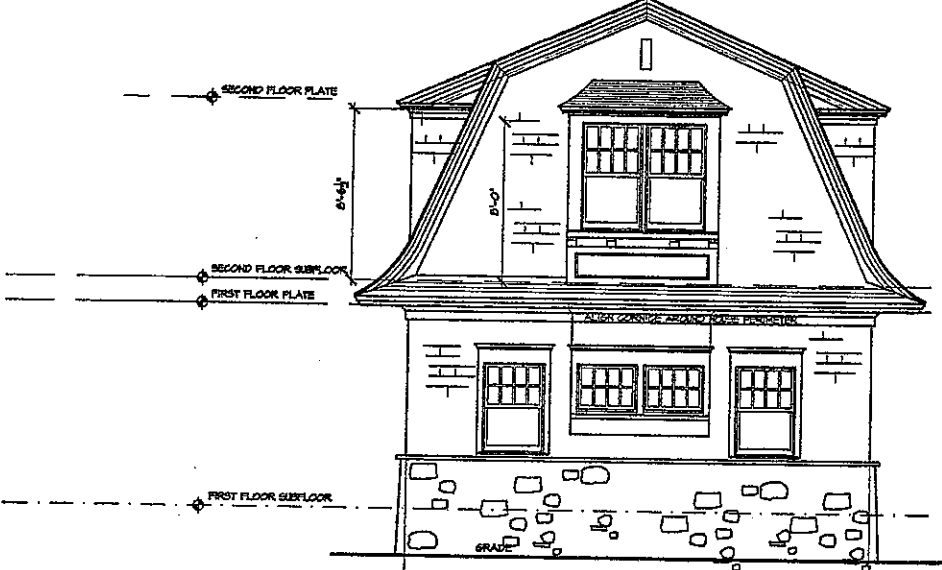 SECOND FLOOR PLATE
8'-6½"
8'-0"
SECOND FLOOR SUBFLOOR
FIRST FLOOR PLATE
ALIGN CORNICE AROUND HOUSE PERIMETER
FIRST FLOOR SUBFLOOR
GRADE